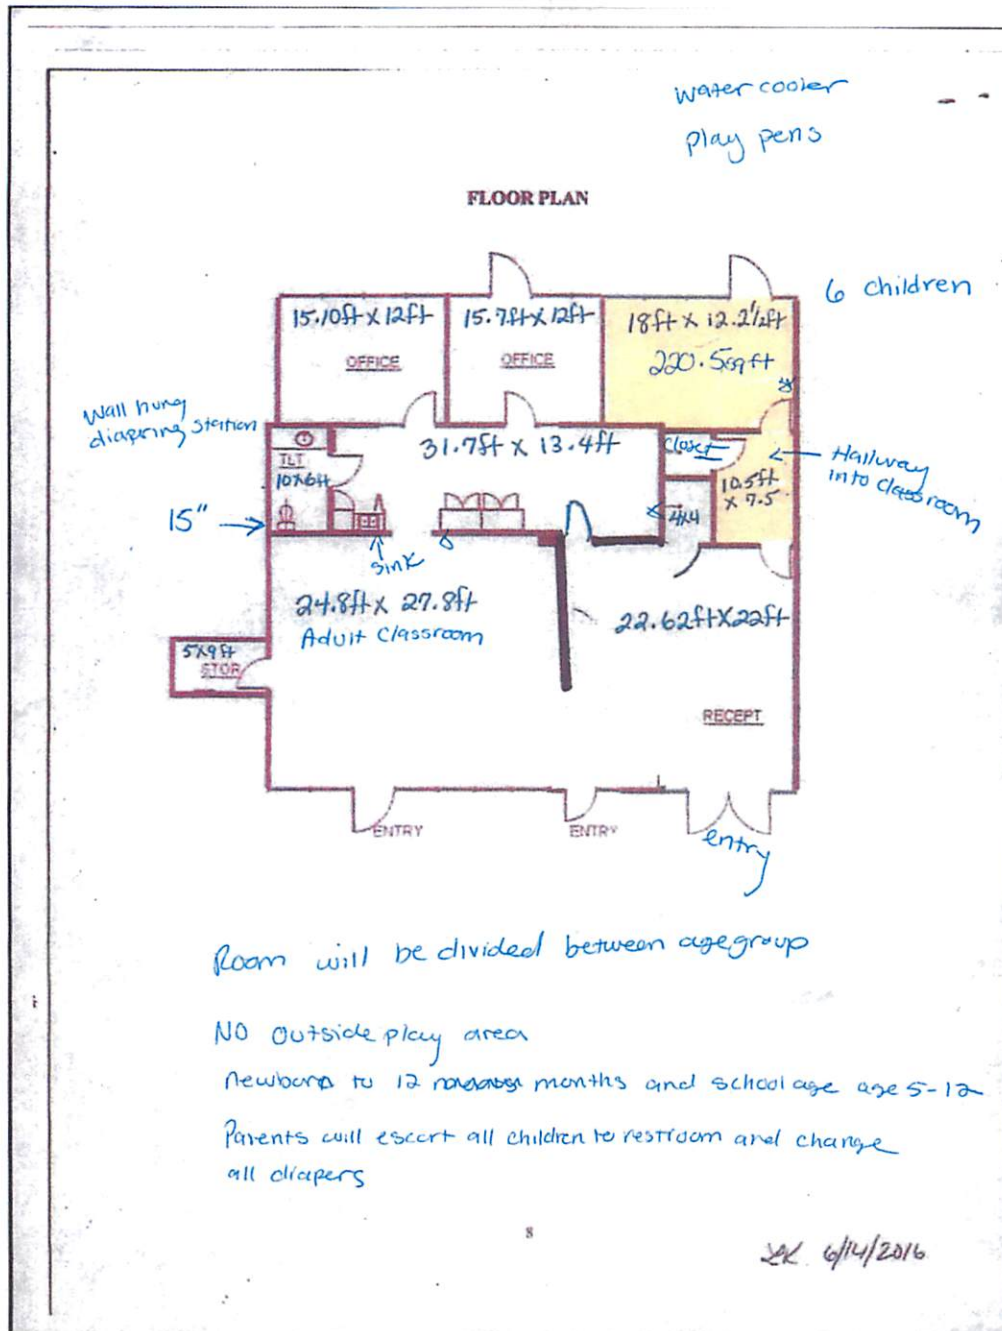 water cooler
play pens
FLOOR PLAN
6 children
15.10ft X 12ft
15.7ft X 12ft
18ft x 12.2½ft
220.5sqft
OFFICE
OFFICE
Wall hung
diapering station
TLT
10x6ft
31.7ft x 13.4ft
closet
Hallway
into classroom
10.5ft
x 7.5
4x4
15"
sink
24.8ft x 27.8ft
Adult Classroom
22.62ft X 22ft
5x9ft
STOR
RECEPT
ENTRY
ENTRY
entry
Room will be divided between agegroup
NO outside play area
newborn to 12 months and school age age 5-12
Parents will escort all children to restroom and change
all diapers
8
6/14/2016